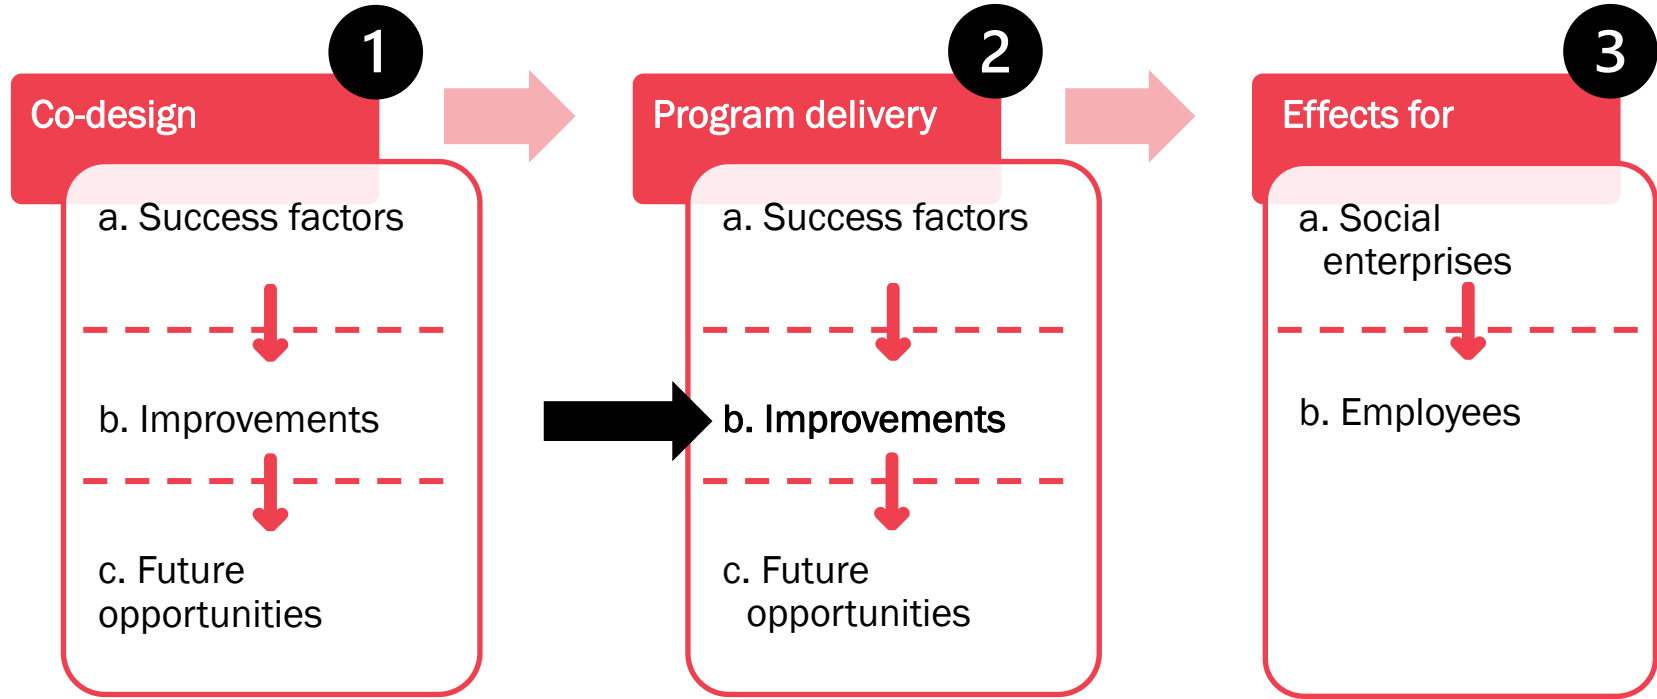 1
Co-design
a. Success factors
b. Improvements
c. Future
opportunities
2
Program delivery
a. Success factors
b. Improvements
c. Future
opportunities
3
Effects for
a. Social
enterprises
b. Employees